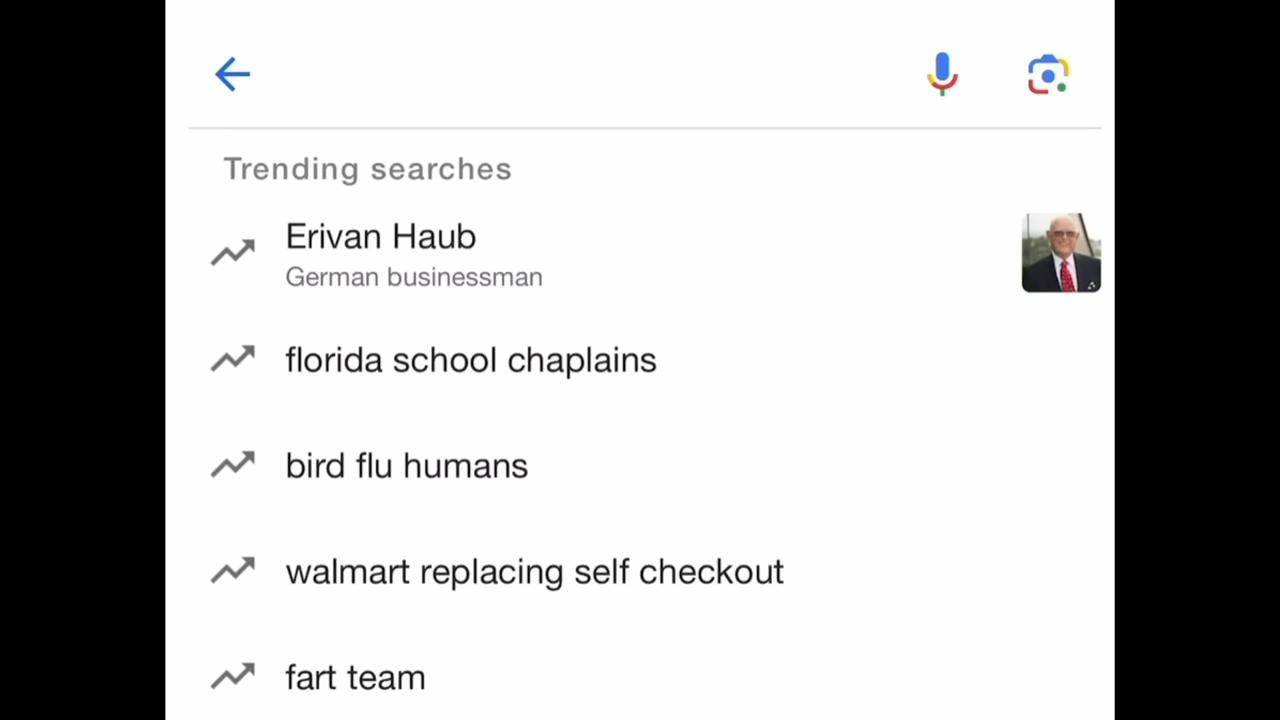 Trending searches
Erivan Haub
German businessman
florida school chaplains
bird flu humans
walmart replacing self checkout
fart team